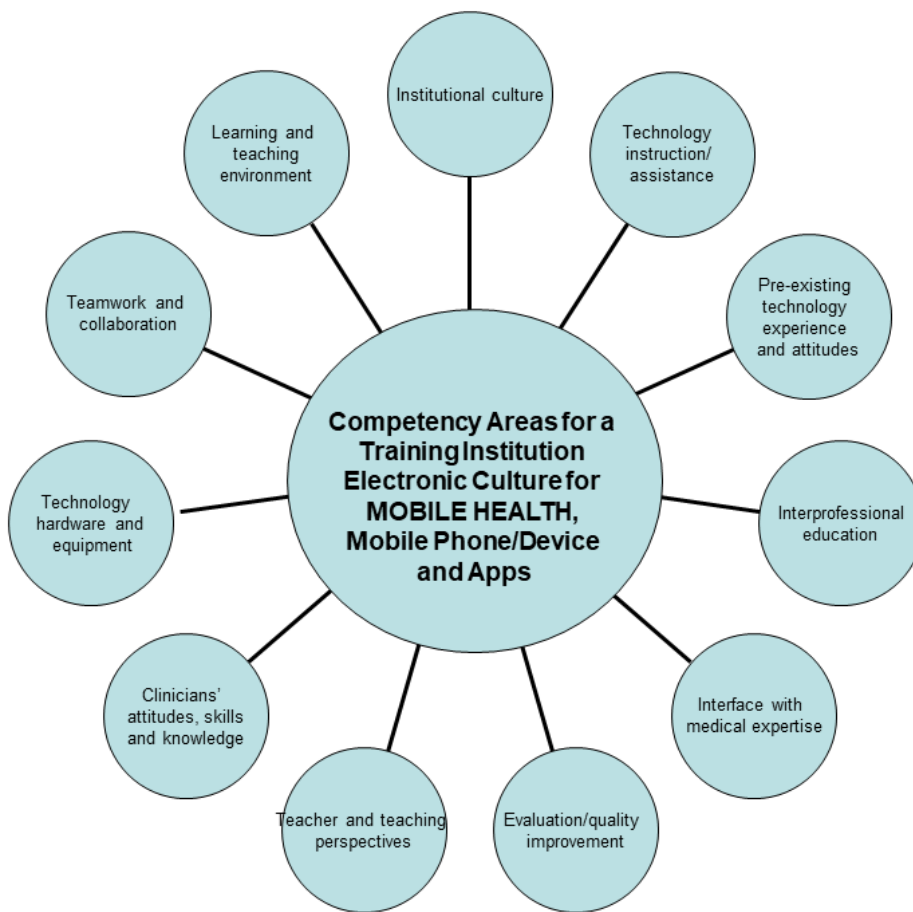 Institutional culture
Technology
instruction/
assistance
Pre-existing
technology
experience
and attitudes
Interprofessional
education
Interface with
medical expertise
Evaluation/quality
improvement
Teacher and teaching
perspectives
Clinicians’
attitudes, skills
and knowledge
Technology
hardware and
equipment
Teamwork and
collaboration
Learning and
teaching
environment
Competency Areas for a
Training Institution
Electronic Culture for
MOBILE HEALTH,
Mobile Phone/Device
and Apps